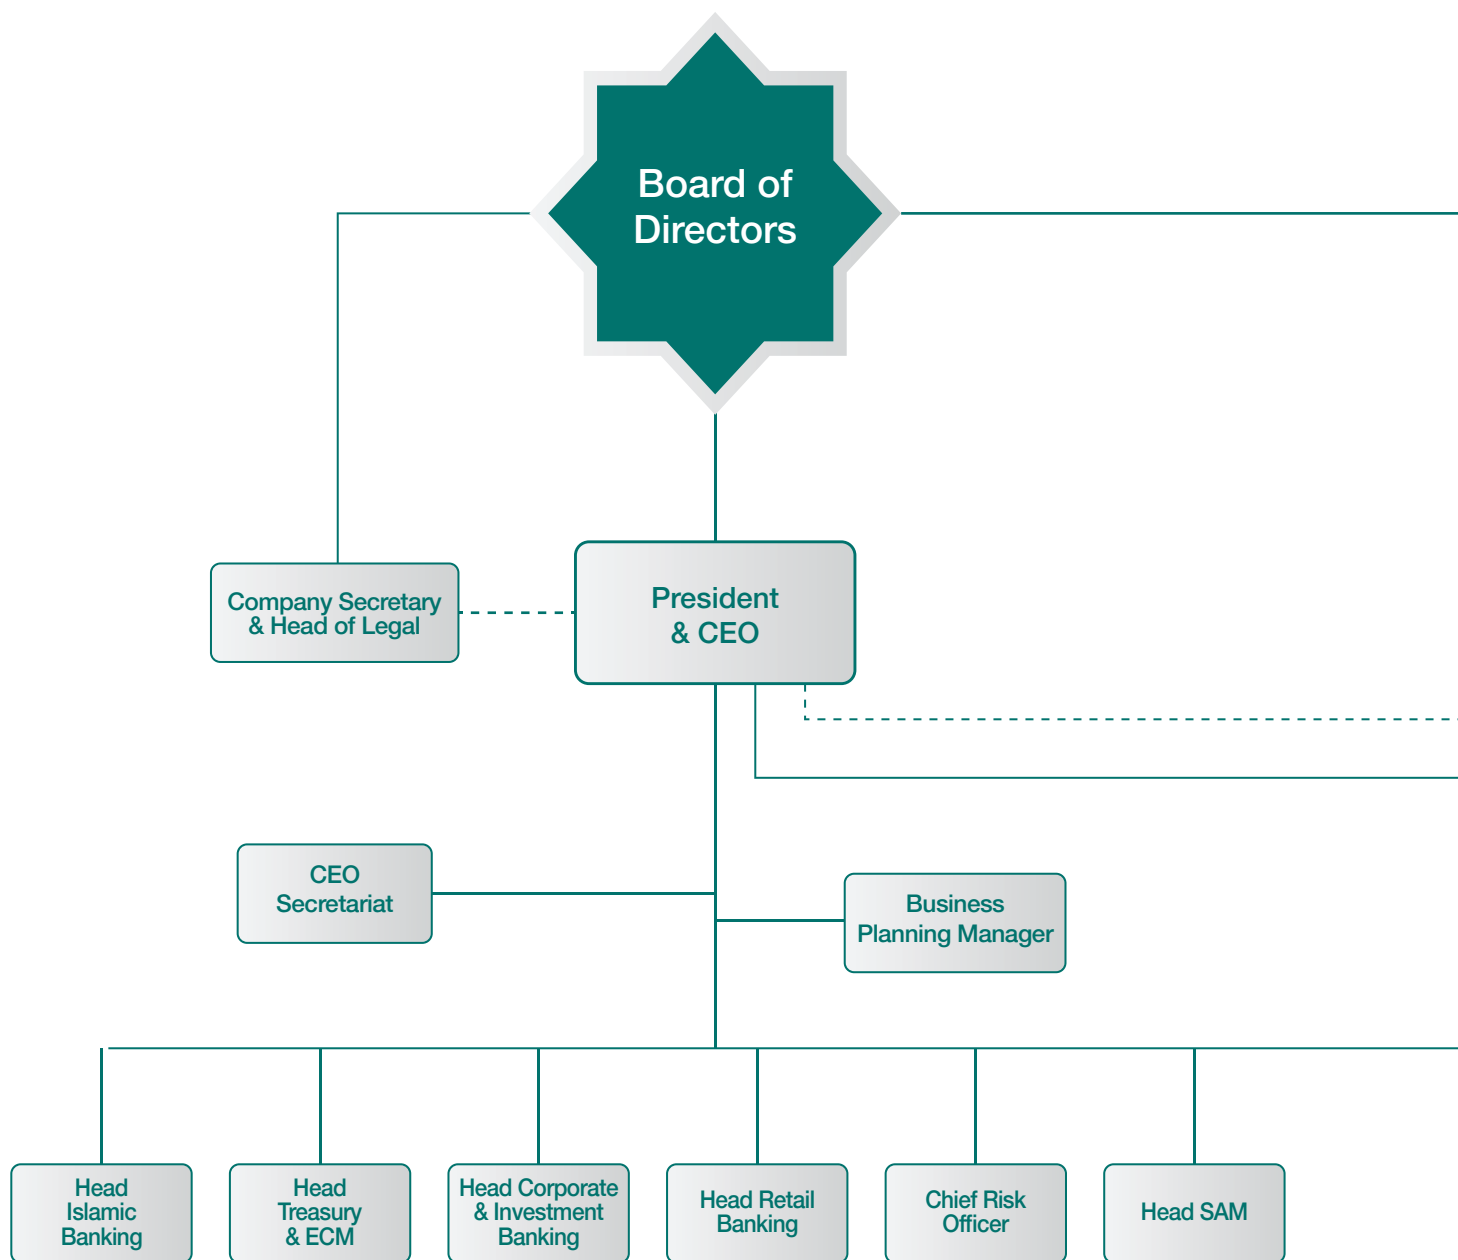 Board of
Directors
Company Secretary
& Head of Legal
President
& CEO
CEO
Secretariat
Business
Planning Manager
Head
Islamic
Banking
Head
Treasury
& ECM
Head Corporate
& Investment
Banking
Head Retail
Banking
Chief Risk
Officer
Head SAM